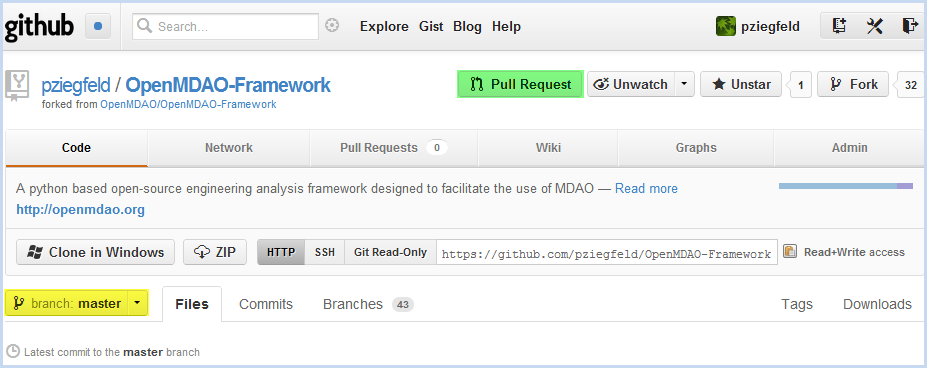 github Search... Explore Gist Blog Help pziegfeld
pziegfeld / OpenMDAO-Framework Pull Request Unwatch Unstar 1 Fork 32
forked from OpenMDAO/OpenMDAO-Framework
Code Network Pull Requests 0 Wiki Graphs Admin
A python based open-source engineering analysis framework designed to facilitate the use of MDAO — Read more
http://openmdao.org
Clone in Windows ZIP HTTP SSH Git Read-Only https://github.com/pziegfeld/OpenMDAO-Framework Read+Write access
branch: master Files Commits Branches 43 Tags Downloads
Latest commit to the master branch